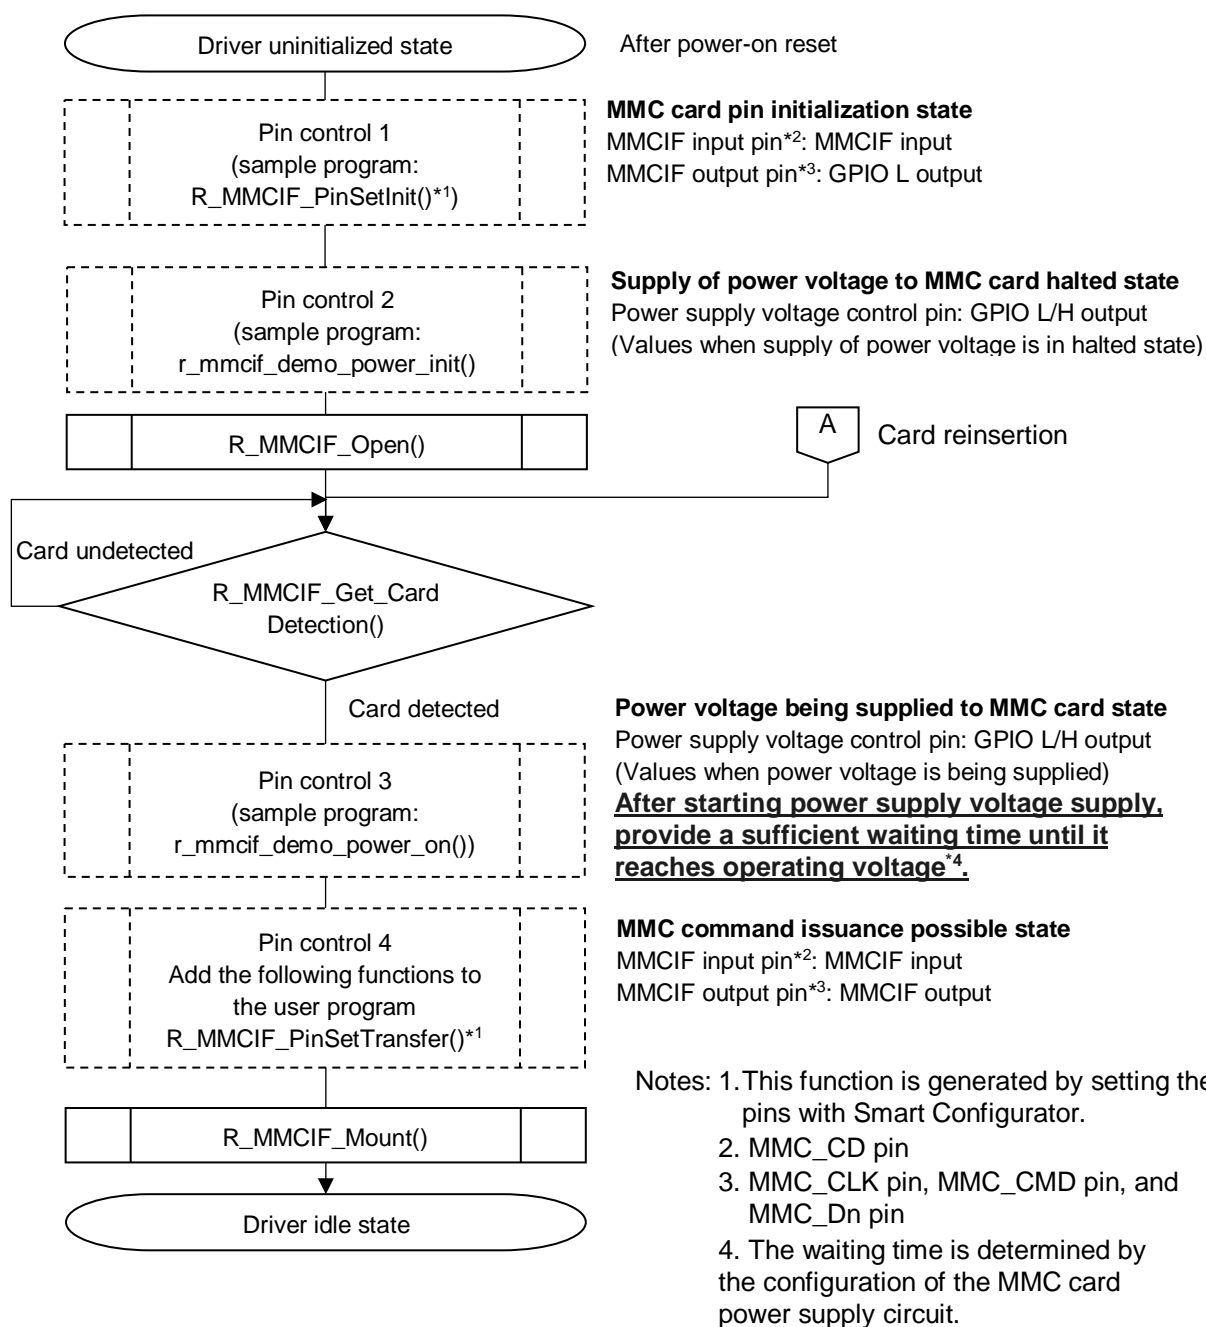 Driver uninitialized state
After power-on reset
Pin control 1
(sample program:
R_MMCIF_PinSetInit()*1)
MMC card pin initialization state
MMCIF input pin*2: MMCIF input
MMCIF output pin*3: GPIO L output
Pin control 2
(sample program:
r_mmcif_demo_power_init()
Supply of power voltage to MMC card halted state
Power supply voltage control pin: GPIO L/H output
(Values when supply of power voltage is in halted state)
R_MMCIF_Open()
A
Card reinsertion
Card undetected
R_MMCIF_Get_Card
Detection()
Card detected
Power voltage being supplied to MMC card state
Power supply voltage control pin: GPIO L/H output
(Values when power voltage is being supplied)
After starting power supply voltage supply,
provide a sufficient waiting time until it
reaches operating voltage*4.
Pin control 3
(sample program:
r_mmcif_demo_power_on())
Pin control 4
Add the following functions to
the user program
R_MMCIF_PinSetTransfer()*1
MMC command issuance possible state
MMCIF input pin*2: MMCIF input
MMCIF output pin*3: MMCIF output
R_MMCIF_Mount()
Driver idle state
Notes: 1.This function is generated by setting the
pins with Smart Configurator.
2. MMC_CD pin
3. MMC_CLK pin, MMC_CMD pin, and
MMC_Dn pin
4. The waiting time is determined by
the configuration of the MMC card
power supply circuit.